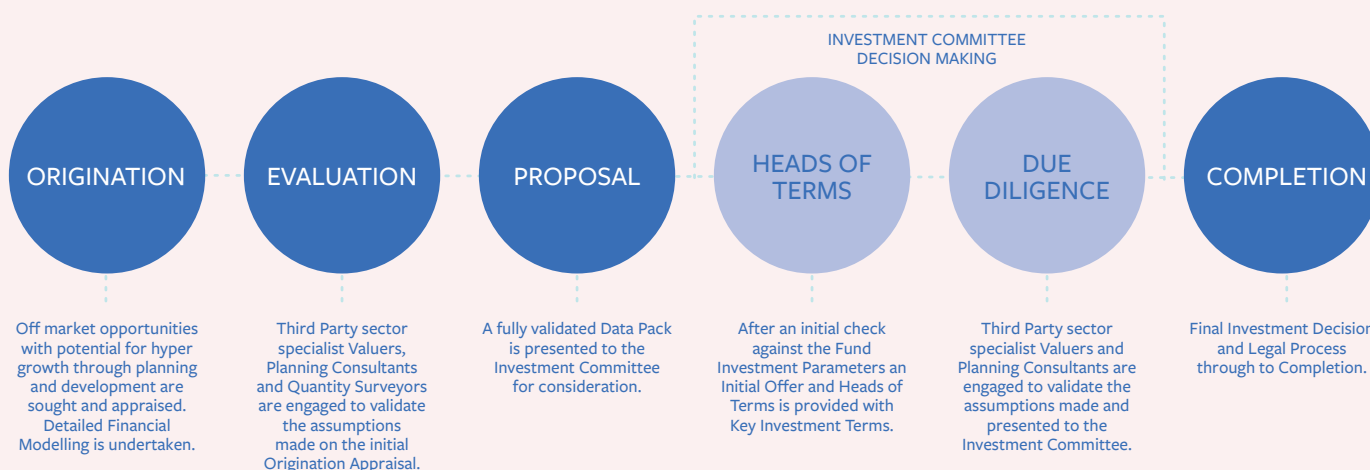 INVESTMENT COMMITTEE
DECISION MAKING
ORIGINATION
EVALUATION
PROPOSAL
HEADS OF
TERMS
DUE
DILIGENCE
COMPLETION
Off market opportunities
with potential for hyper
growth through planning
and development are
sought and appraised.
Detailed Financial
Modelling is undertaken.
Third Party sector
specialist Valuers,
Planning Consultants
and Quantity Surveyors
are engaged to validate
the assumptions
made on the initial
Origination Appraisal.
A fully validated Data Pack
is presented to the
Investment Committee
for consideration.
After an initial check
against the Fund
Investment Parameters an
Initial Offer and Heads of
Terms is provided with
Key Investment Terms.
Third Party sector
specialist Valuers and
Planning Consultants are
engaged to validate the
assumptions made and
presented to the
Investment Committee.
Final Investment Decision
and Legal Process
through to Completion.